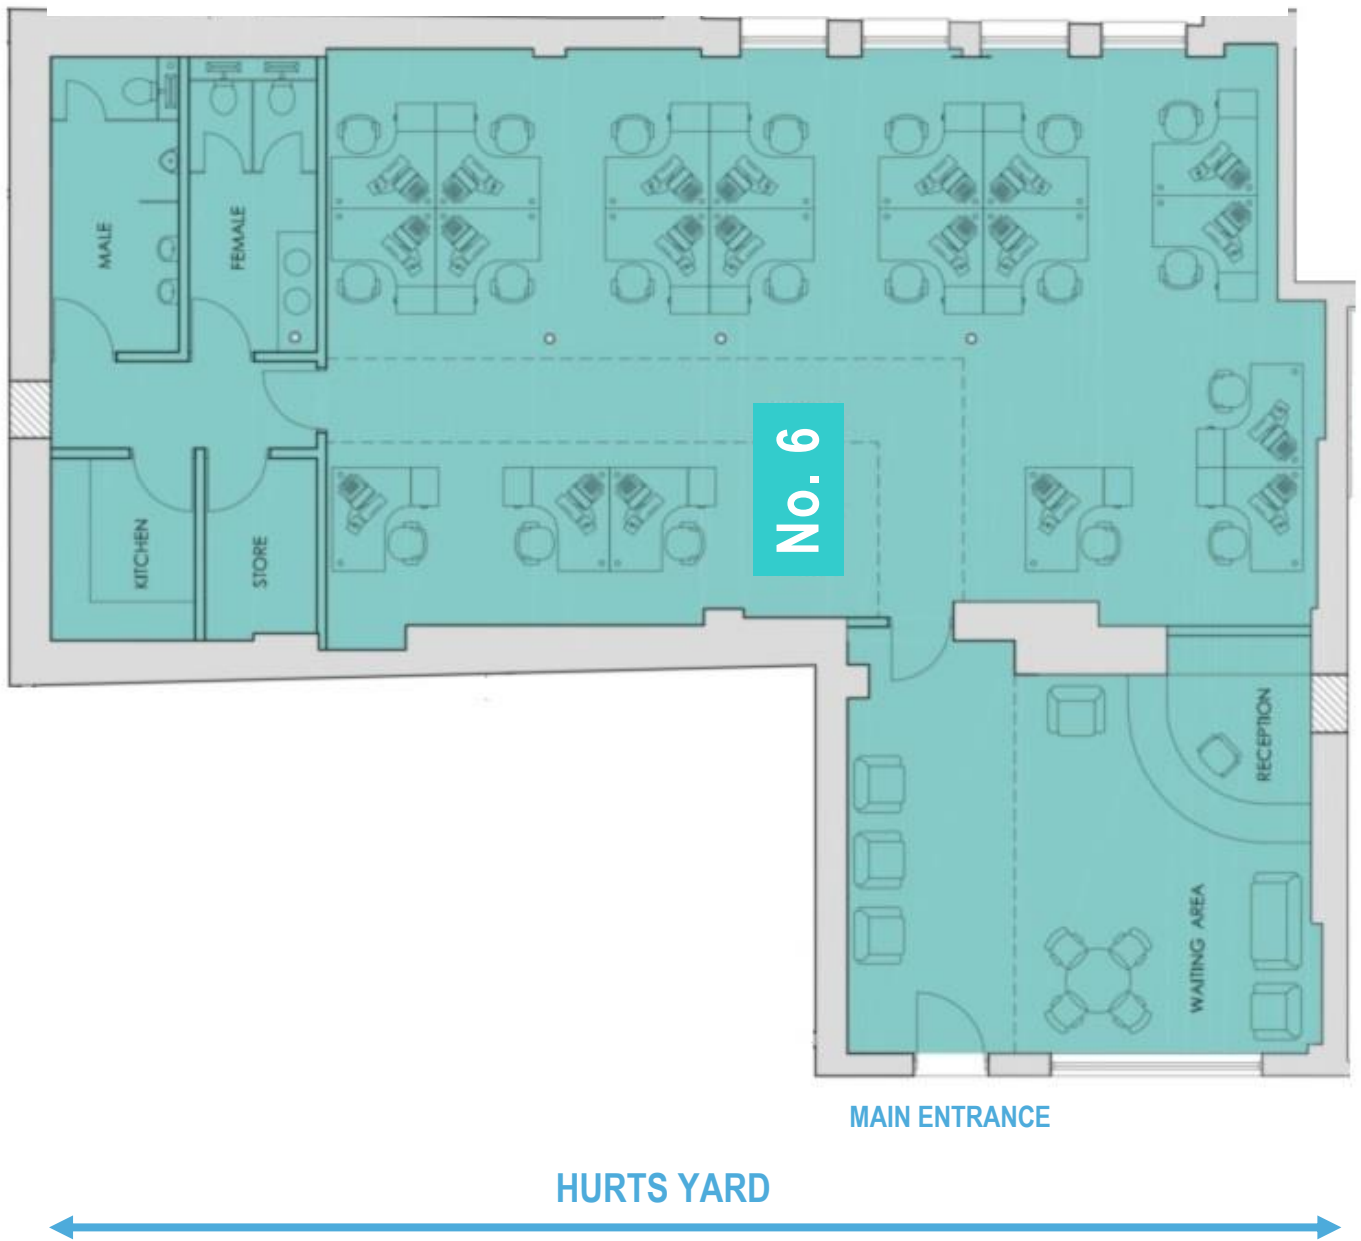 MALE
FEMALE
No. 6
KITCHEN
STORE
RECEPTION
WAITING AREA
MAIN ENTRANCE
HURTS YARD